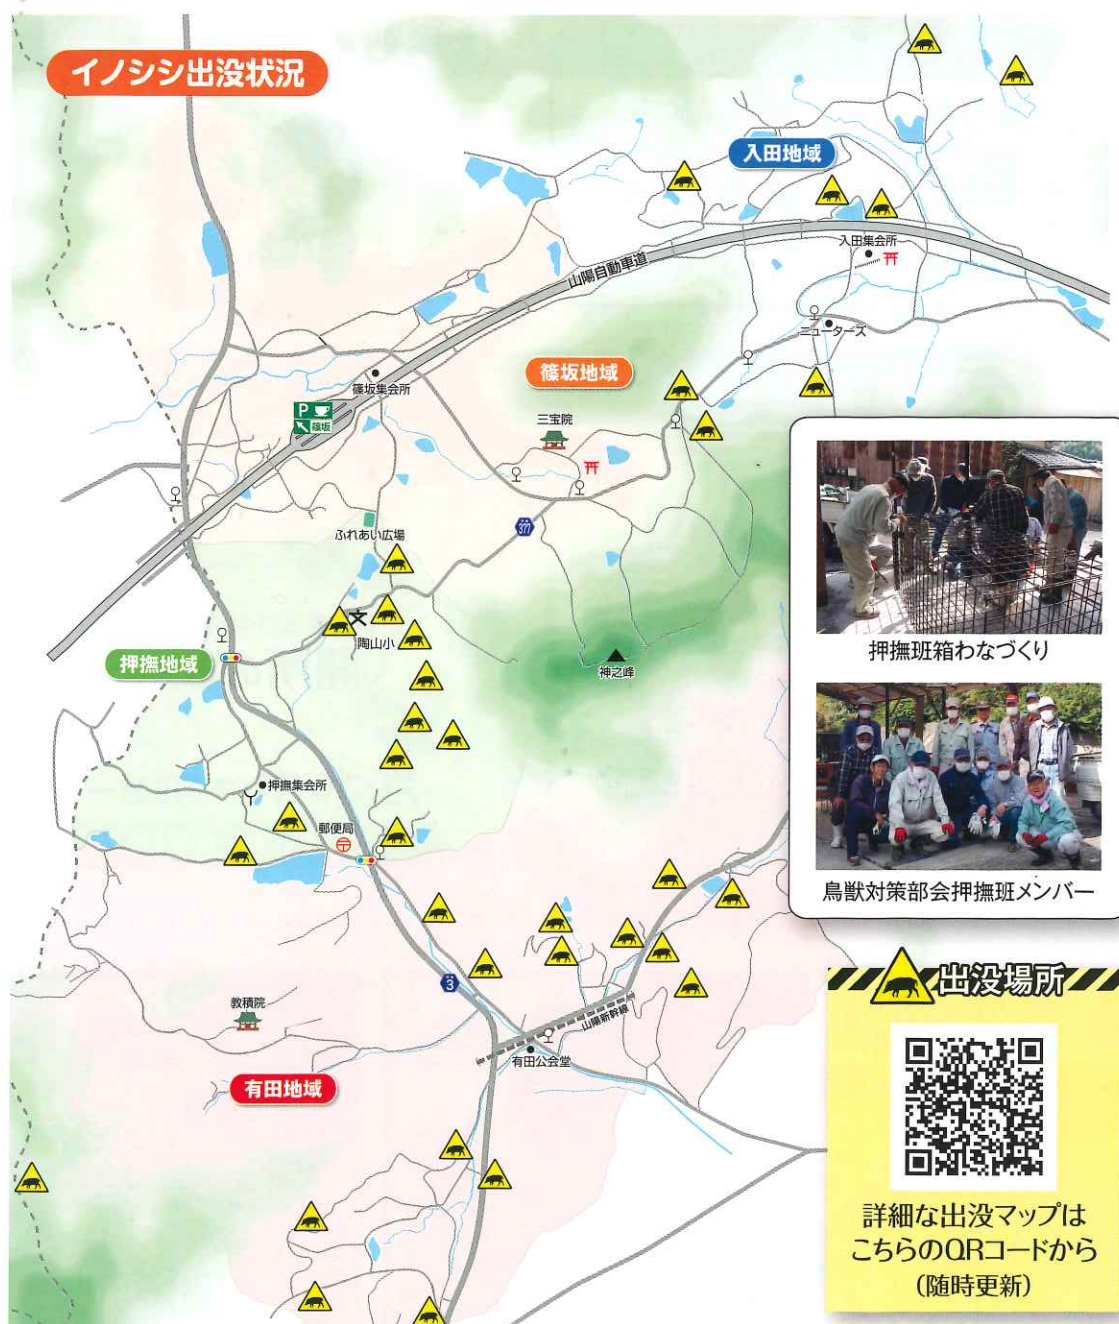 イノシシ出没状況
入田地域
入田集会所
山陽自動車道
ニューターズ
篠坂地域
篠坂集会所
P
篠坂
三宝院
377
ふれあい広場
陶山小
押撫地域
神之峰
押撫集会所
郵便局
3
教積院
山陽新幹線
有田公会堂
有田地域
押撫班箱わなづくり
鳥獣対策部会押撫班メンバー
出没場所
詳細な出没マップは
こちらのQRコードから
(随時更新)